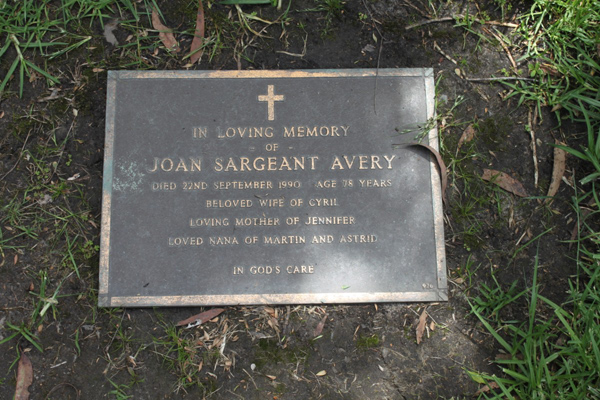 IN LOVING MEMORY
OF
JOAN SARGEANT AVERY
DIED 22ND SEPTEMBER 1990 AGE 78 YEARS
BELOVED WIFE OF CYRIL
LOVING MOTHER OF JENNIFER
LOVED NANA OF MARTIN AND ASTRID
IN GOD'S CARE